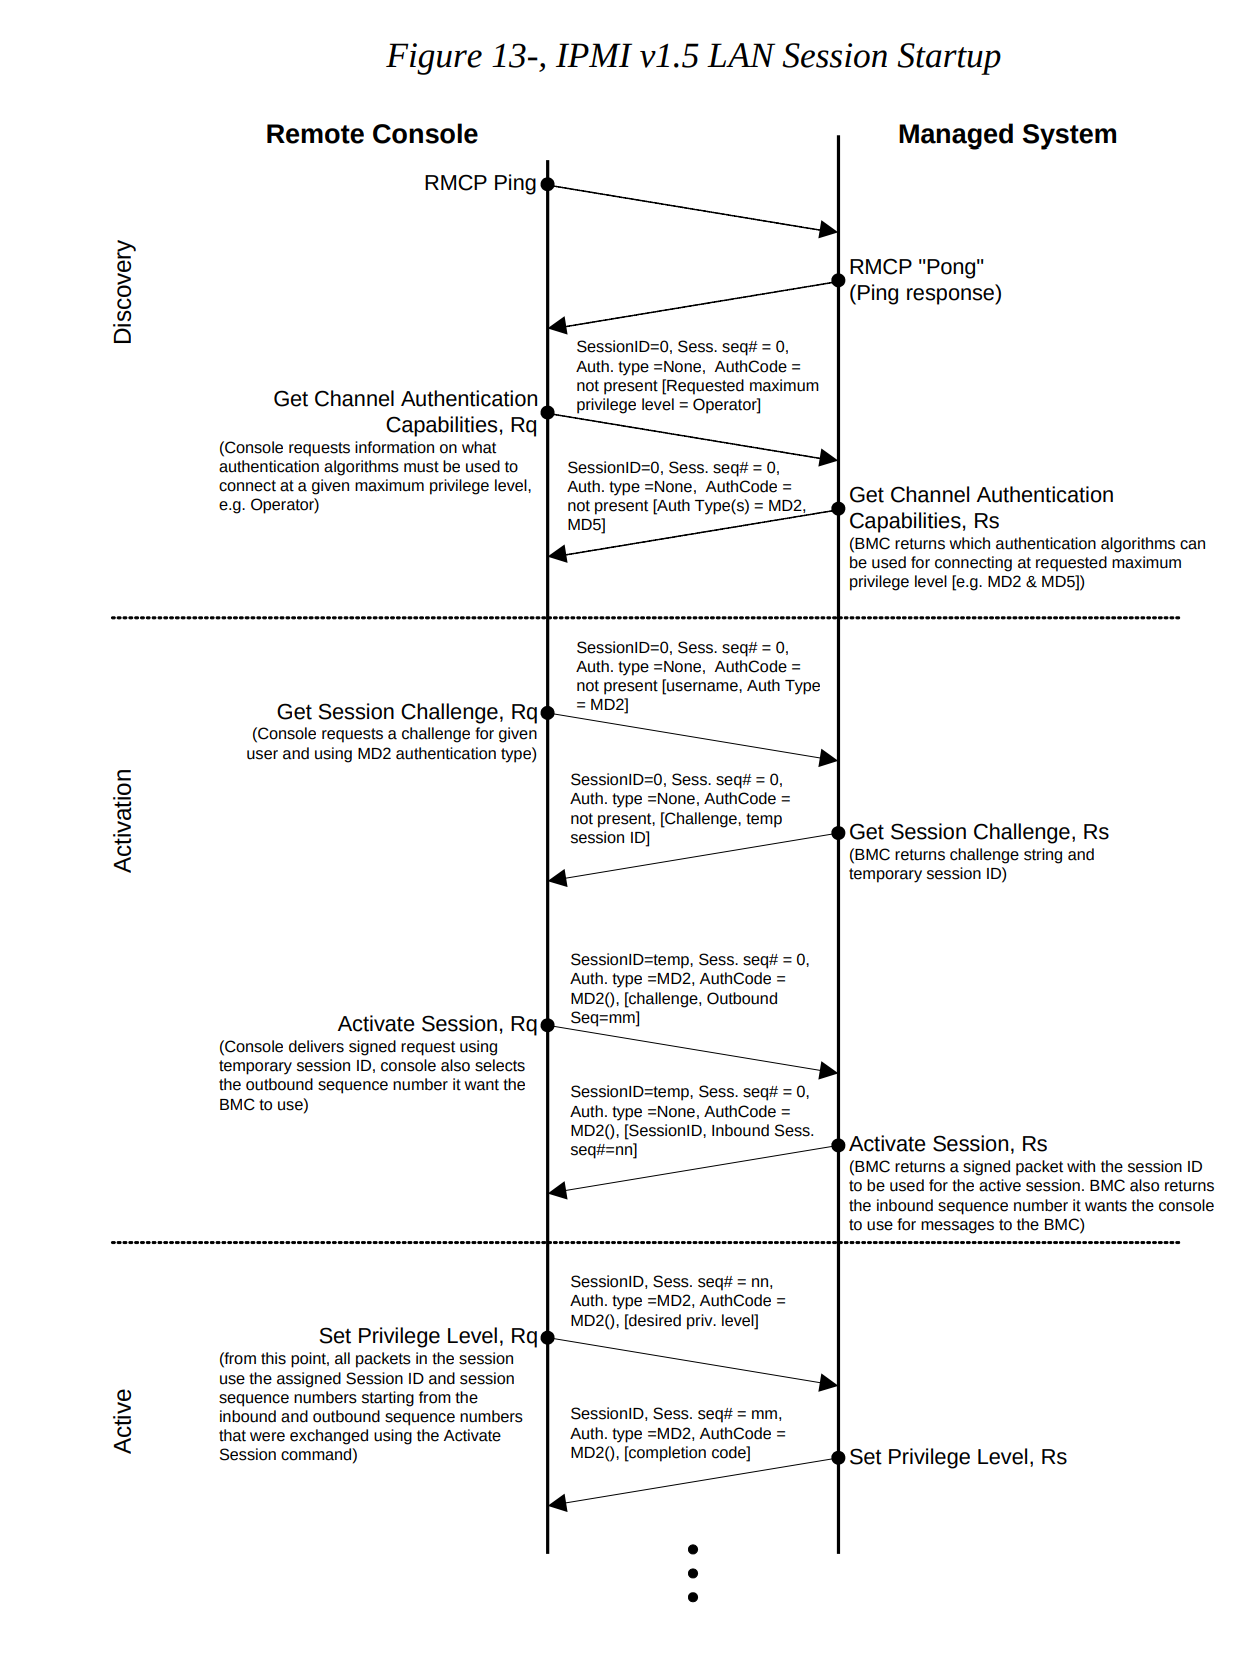 Figure 13-, IPMI v1.5 LAN Session Startup
Remote Console
Managed System
Discovery
RMCP Ping
RMCP "Pong"
(Ping response)
SessionID=0, Sess. seq# = 0,
Auth. type =None,  AuthCode =
not present [Requested maximum
privilege level = Operator]
Get Channel Authentication
Capabilities, Rq
(Console requests information on what
authentication algorithms must be used to
connect at a given maximum privilege level,
e.g. Operator)
SessionID=0, Sess. seq# = 0,
Auth. type =None,  AuthCode =
not present [Auth Type(s) = MD2,
MD5]
Get Channel Authentication
Capabilities, Rs
(BMC returns which authentication algorithms can
be used for connecting at requested maximum
privilege level [e.g. MD2 & MD5])
Activation
SessionID=0, Sess. seq# = 0,
Auth. type =None,  AuthCode =
not present [username, Auth Type
= MD2]
Get Session Challenge, Rq
(Console requests a challenge for given
user and using MD2 authentication type)
SessionID=0, Sess. seq# = 0,
Auth. type =None, AuthCode =
not present, [Challenge, temp
session ID]
Get Session Challenge, Rs
(BMC returns challenge string and
temporary session ID)
SessionID=temp, Sess. seq# = 0,
Auth. type =MD2, AuthCode =
MD2(), [challenge, Outbound
Seq=mm]
Activate Session, Rq
(Console delivers signed request using
temporary session ID, console also selects
the outbound sequence number it want the
BMC to use)
SessionID=temp, Sess. seq# = 0,
Auth. type =None, AuthCode =
MD2(), [SessionID, Inbound Sess.
seq#=nn]
Activate Session, Rs
(BMC returns a signed packet with the session ID
to be used for the active session. BMC also returns
the inbound sequence number it wants the console
to use for messages to the BMC)
Active
SessionID, Sess. seq# = nn,
Auth. type =MD2, AuthCode =
MD2(), [desired priv. level]
Set Privilege Level, Rq
(from this point, all packets in the session
use the assigned Session ID and session
sequence numbers starting from the
inbound and outbound sequence numbers
that were exchanged using the Activate
Session command)
SessionID, Sess. seq# = mm,
Auth. type =MD2, AuthCode =
MD2(), [completion code]
Set Privilege Level, Rs